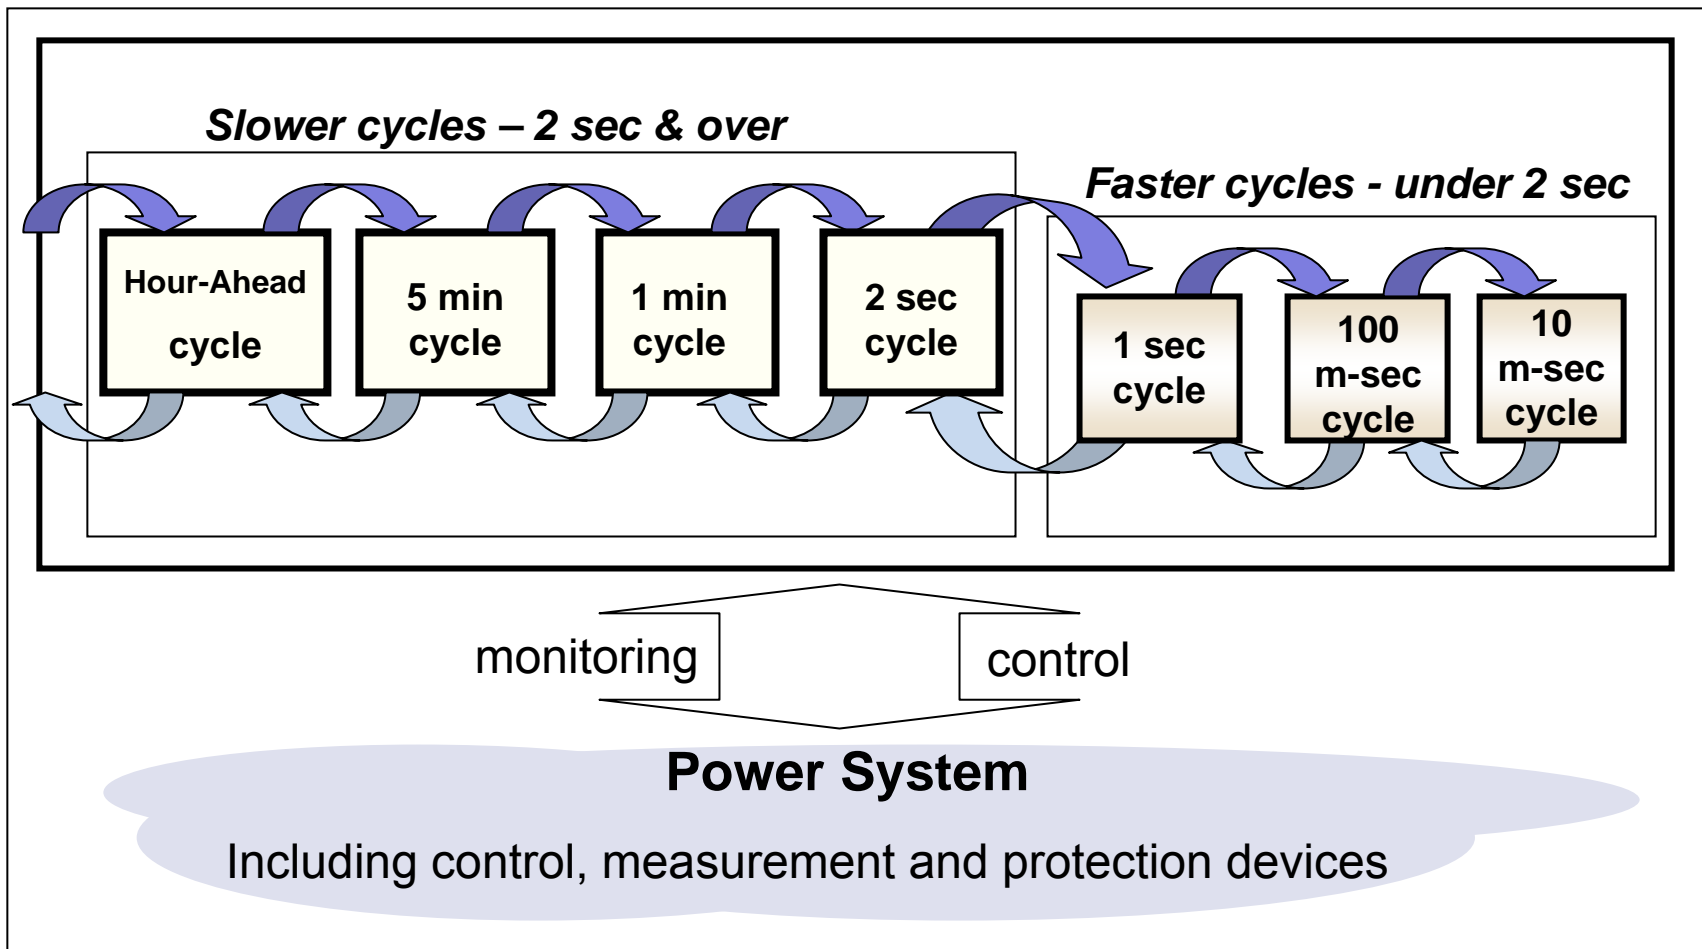 Slower cycles – 2 sec & over
Faster cycles - under 2 sec
Hour-Ahead
cycle
5 min
cycle
1 min
cycle
2 sec
cycle
1 sec
cycle
100
m-sec
cycle
10
m-sec
cycle
monitoring
control
Power System
Including control, measurement and protection devices